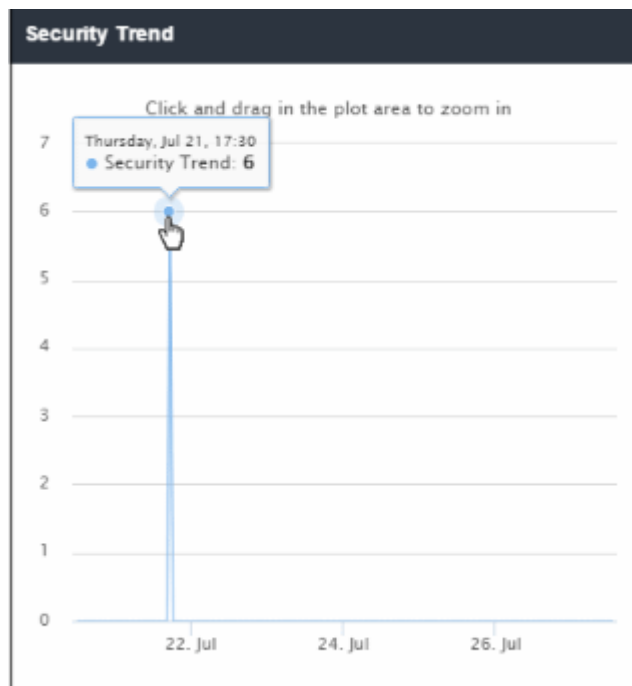 Security Trend
Click and drag in the plot area to zoom in
Thursday, Jul 21, 17:30
Security Trend: 6
7
6
5
4
3
2
1
0
22. Jul
24. Jul
26. Jul